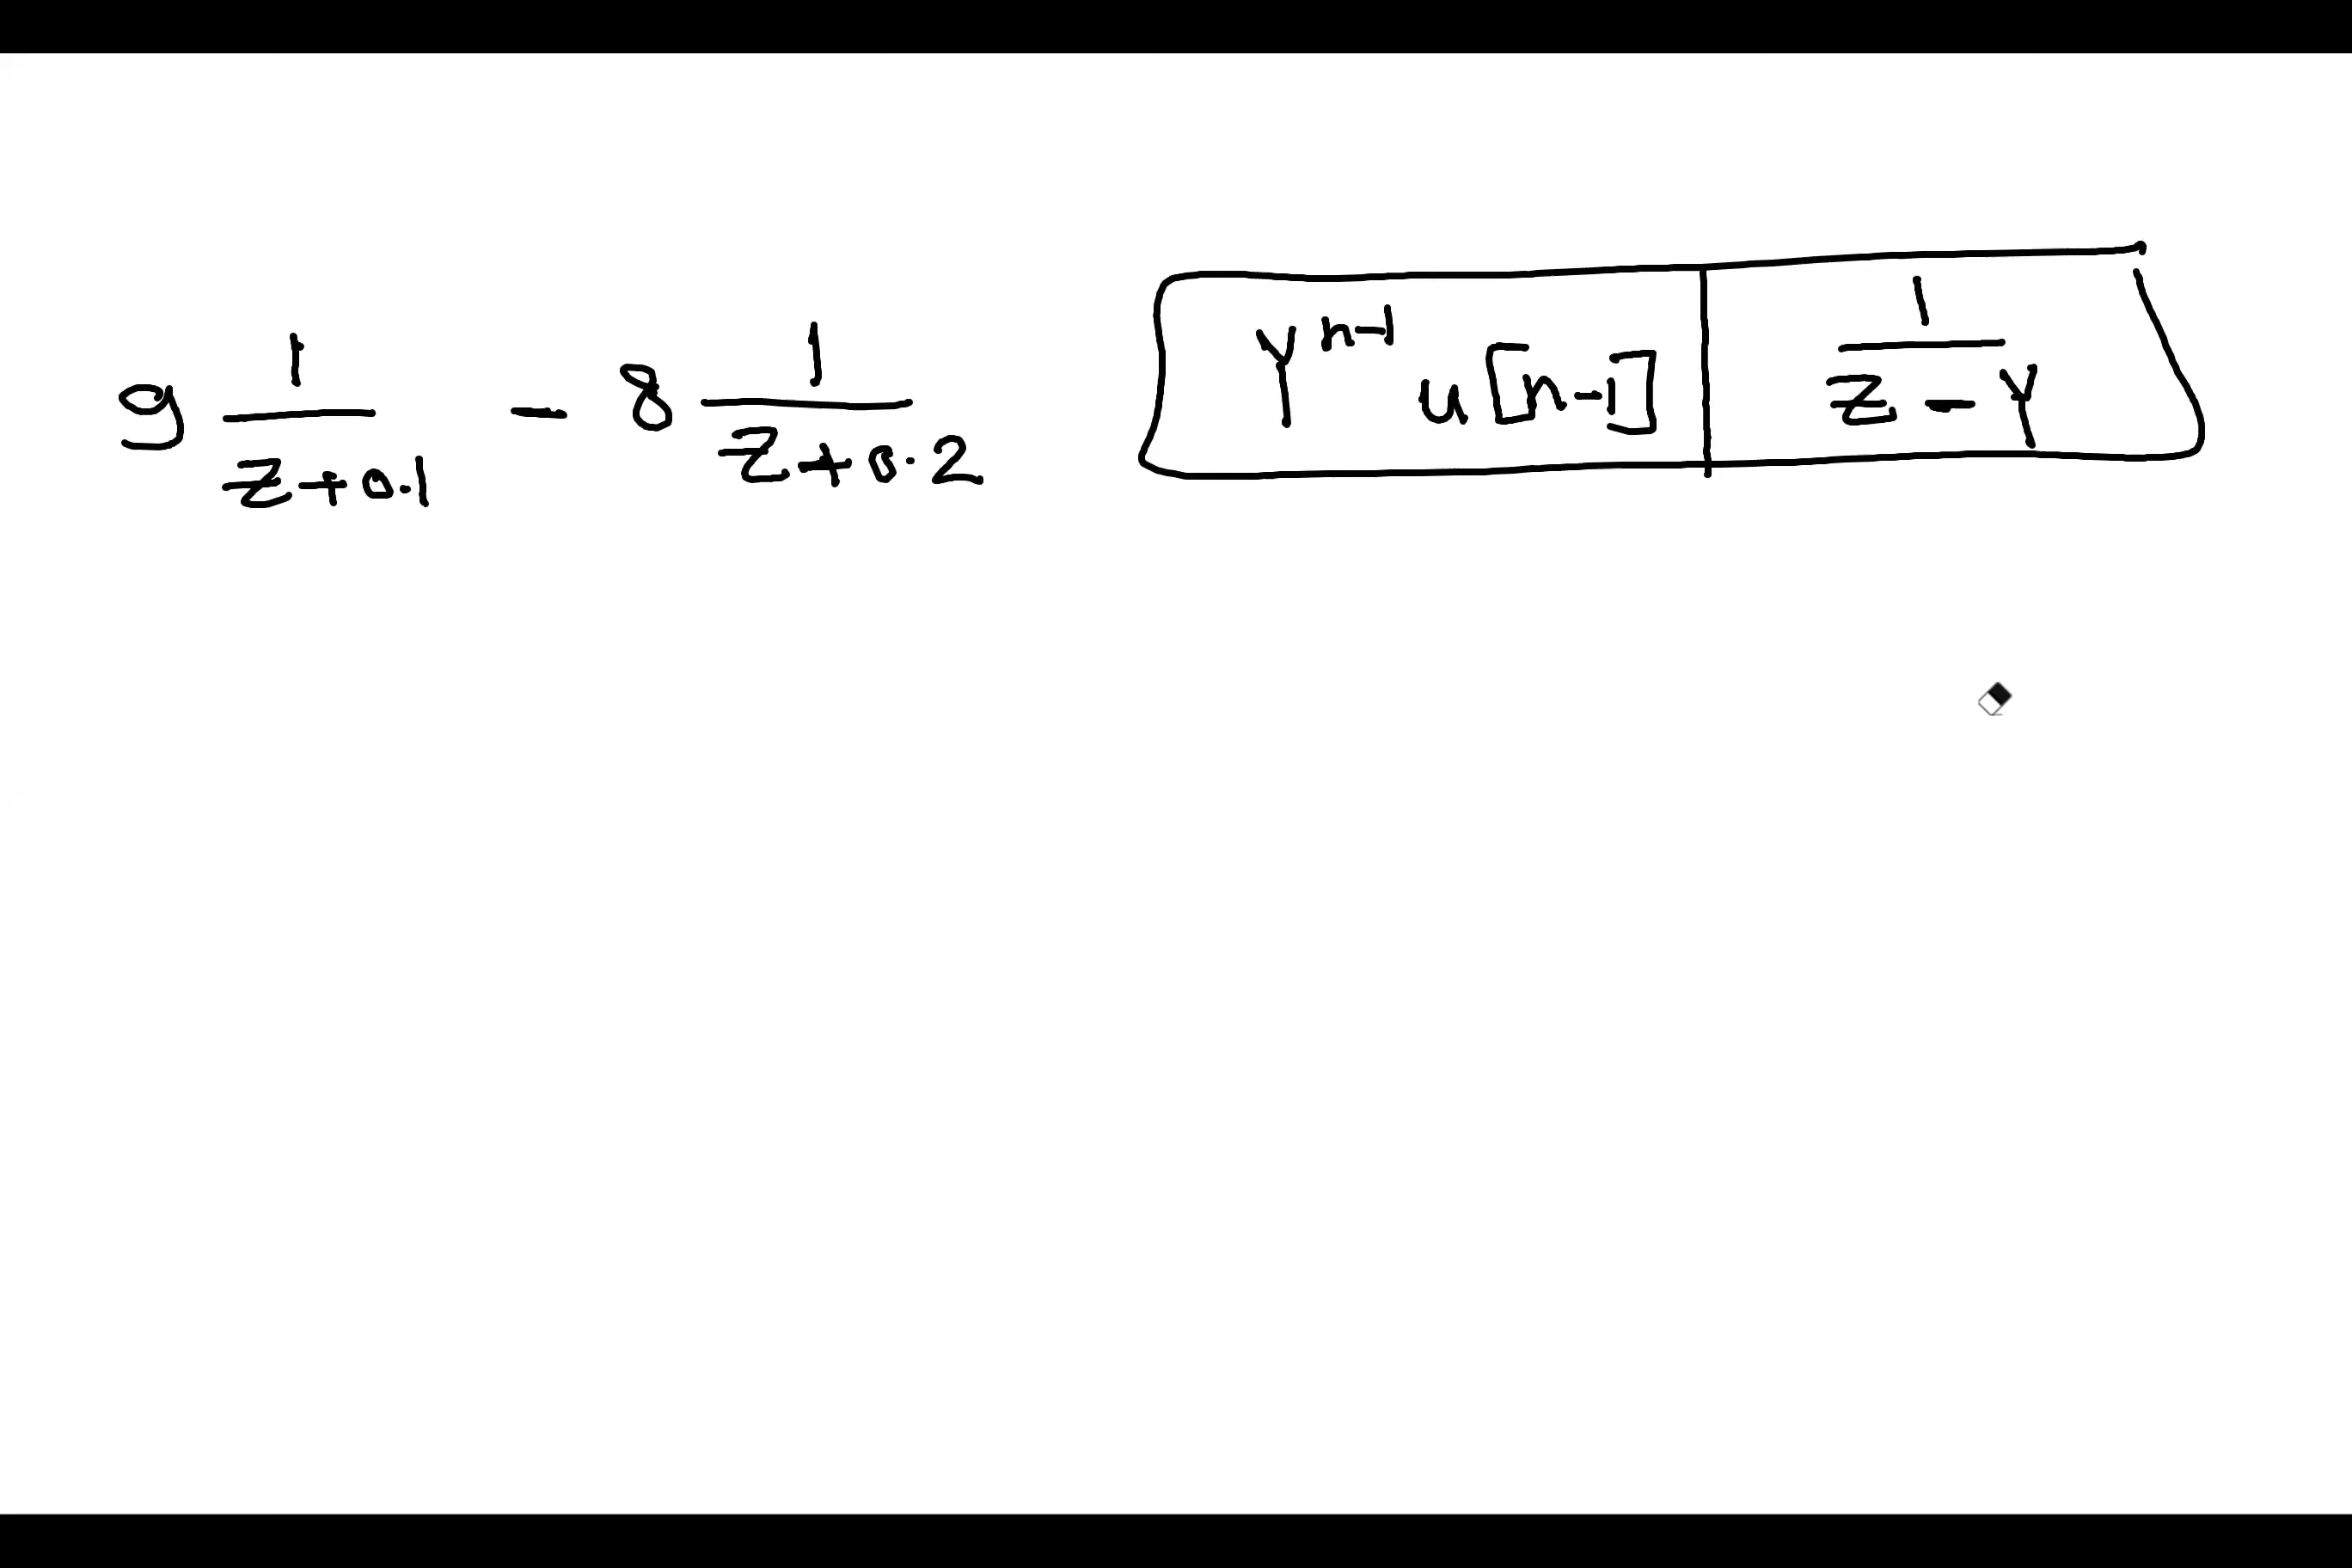 9 1/(z+0.1) - 8 1/(z+0.2)
γ^(n-1) u[n-1] | 1/(z-γ)